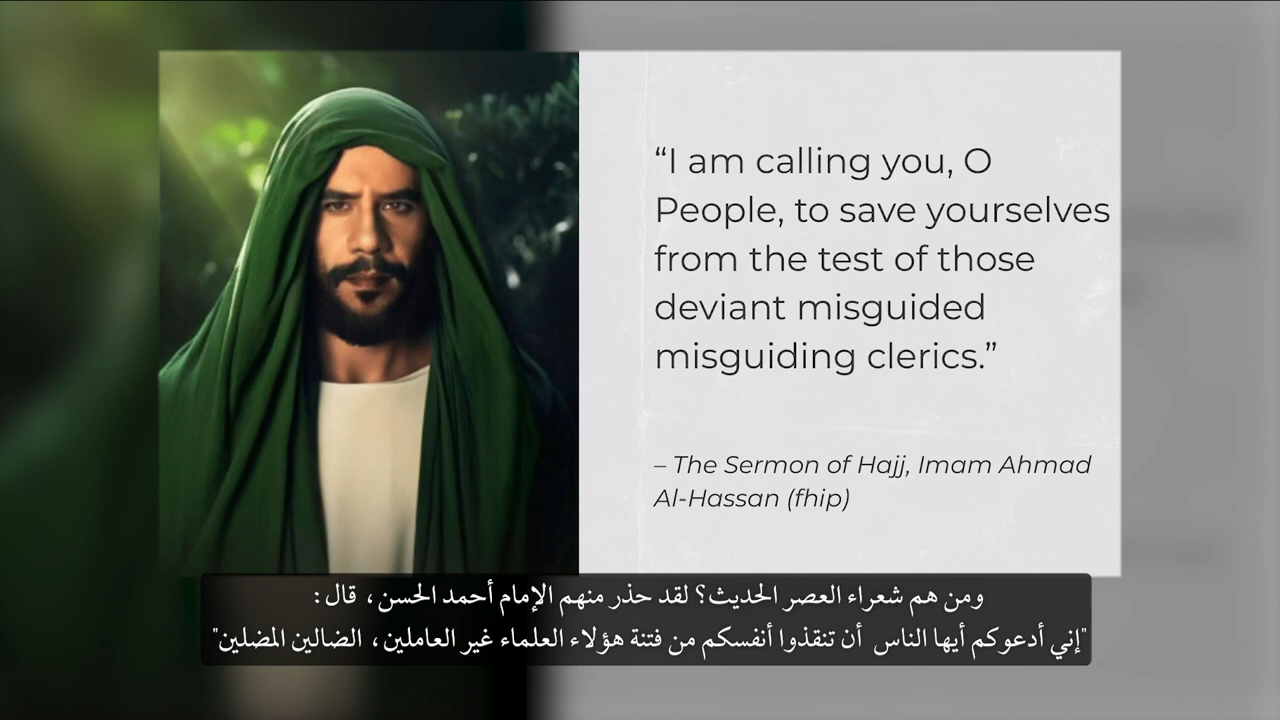 “I am calling you, O
People, to save yourselves
from the test of those
deviant misguided
misguiding clerics.”
– The Sermon of Hajj, Imam Ahmad
Al-Hassan (fhip)
ومن هم شعراء العصر الحديث؟ لقد حذر منهم الإمام أحمد الحسن، قال:
"إني أدعوكم أيها الناس أن تنقذوا أنفسكم من فتنة هؤلاء العلماء غير العاملين، الضالين المضلين"